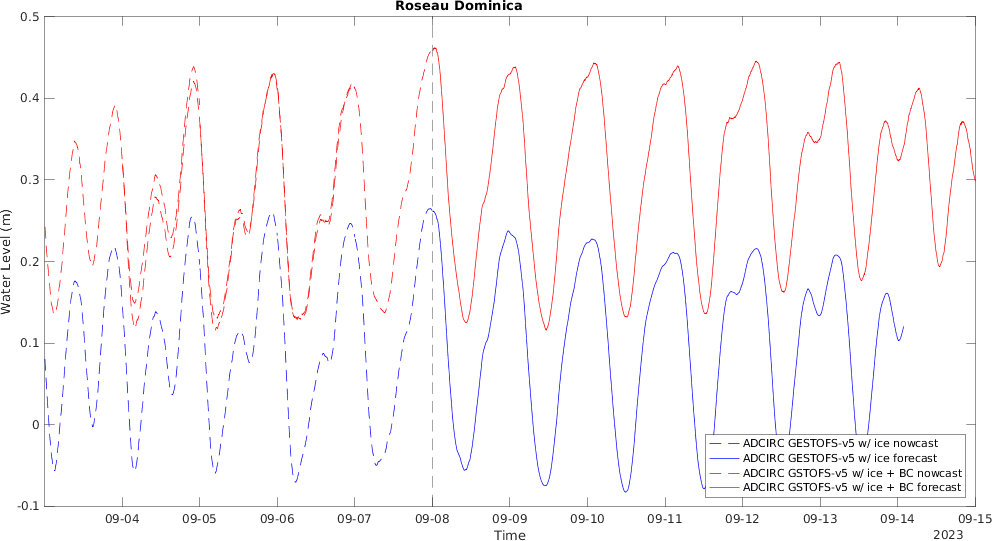 Roseau Dominica
0.5
0.4
0.3
0.2
0.1
0
-0.1
Water Level (m)
ADCIRC GESTOFS-v5 w/ ice nowcast
ADCIRC GESTOFS-v5 w/ ice forecast
ADCIRC GSTOFS-v5 w/ ice + BC nowcast
ADCIRC GSTOFS-v5 w/ ice + BC forecast
09-04 09-05 09-06 09-07 09-08 09-09 09-10 09-11 09-12 09-13 09-14 09-15
Time
2023